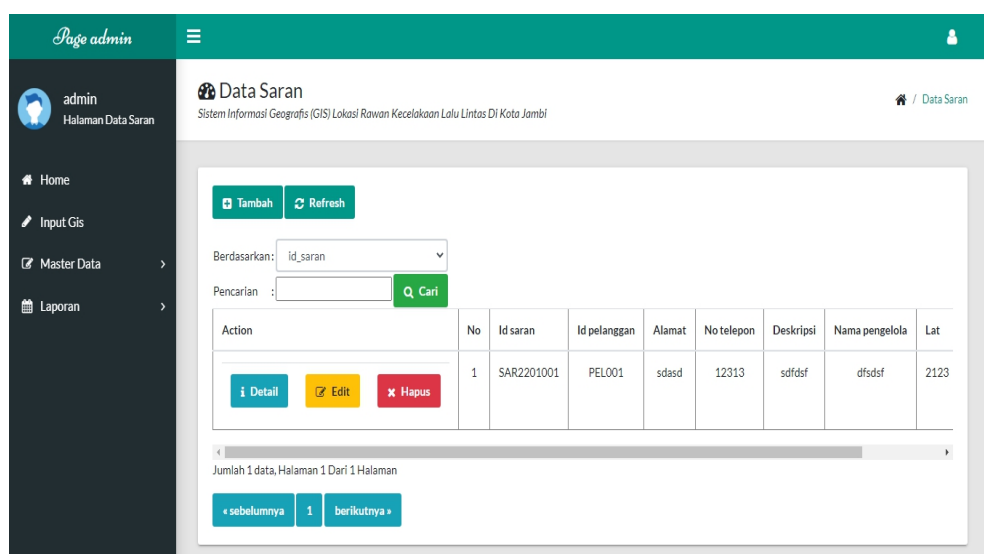 Page admin
admin
Halaman Data Saran
Home
Input Gis
Master Data
Laporan
Data Saran
Sistem Informasi Geografis (GIS) Lokasi Rawan Kecelakaan Lalu Lintas Di Kota Jambi
/ Data Saran
Tambah Refresh
Berdasarkan : id_saran
Pencarian : Cari
Action No Id saran Id pelanggan Alamat No telepon Deskripsi Nama pengelola Lat
Detail Edit Hapus 1 SAR2201001 PEL001 sdasd 12313 sdfdsf dfsdsf 2123
Jumlah 1 data, Halaman 1 Dari 1 Halaman
« sebelumnya 1 berikutnya »